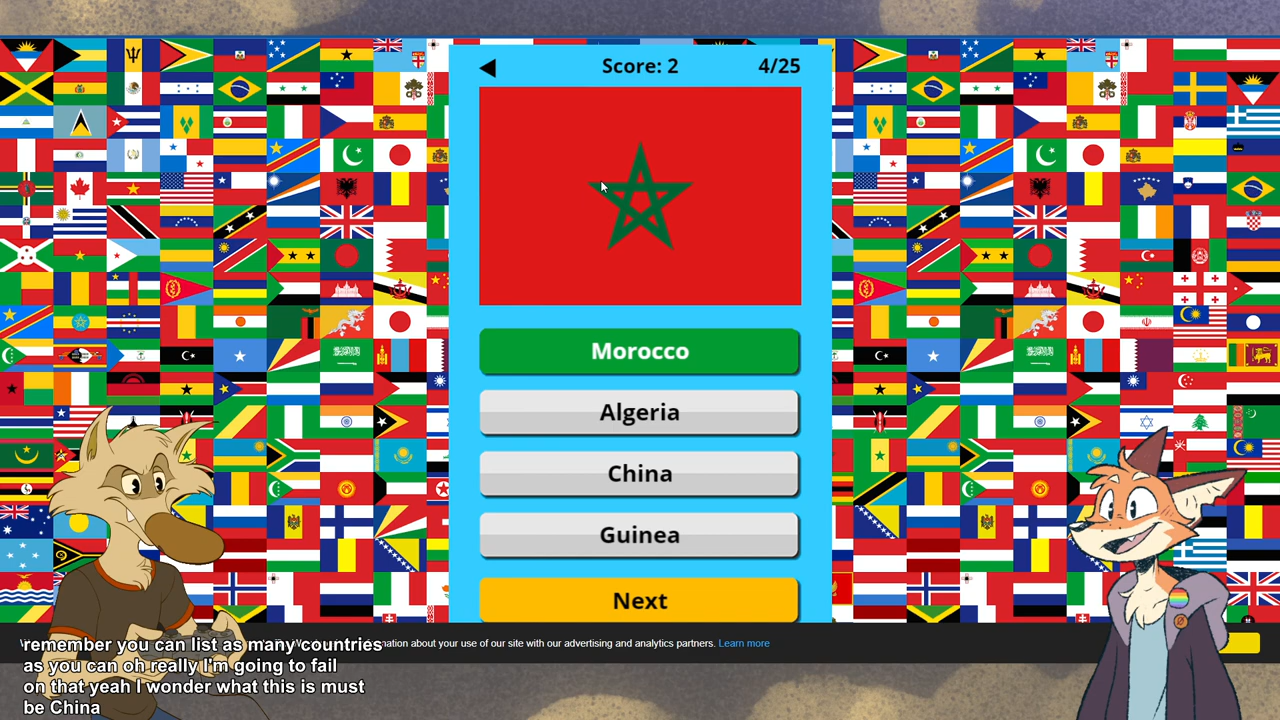 Score: 2
4/25
Morocco
Algeria
China
Guinea
Next
mation about your use of our site with our advertising and analytics partners. Learn more
remember you can list as many countries
as you can oh really I'm going to fail
on that yeah I wonder what this is must
be China